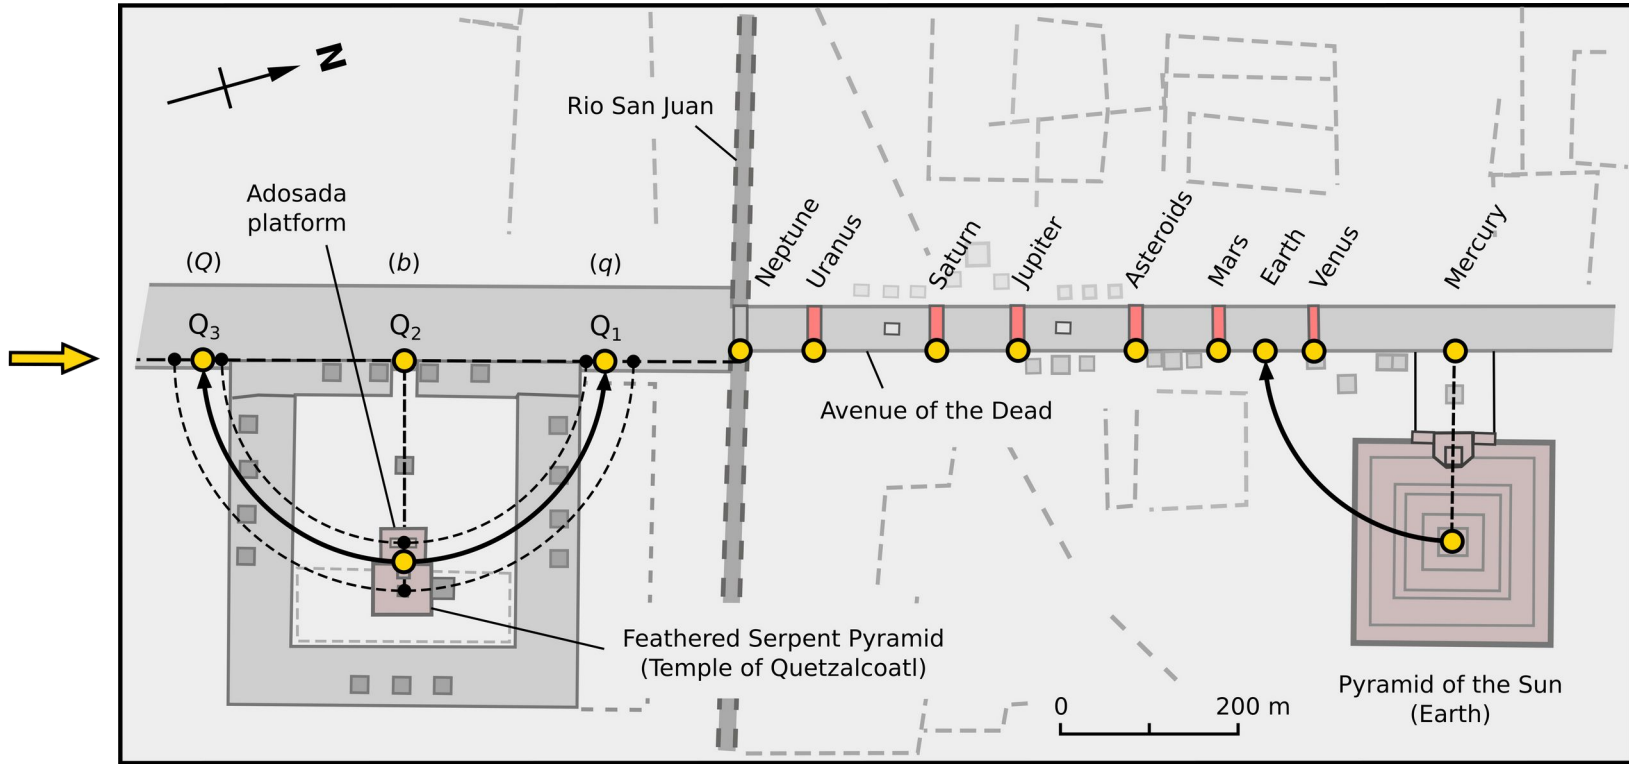 N
Rio San Juan
Adosada
platform
(Q)
(b)
(q)
Neptune
Uranus
Saturn
Jupiter
Asteroids
Mars
Earth
Venus
Mercury
Q3
Q2
Q1
Avenue of the Dead
Feathered Serpent Pyramid
(Temple of Quetzalcoatl)
0
200 m
Pyramid of the Sun
(Earth)